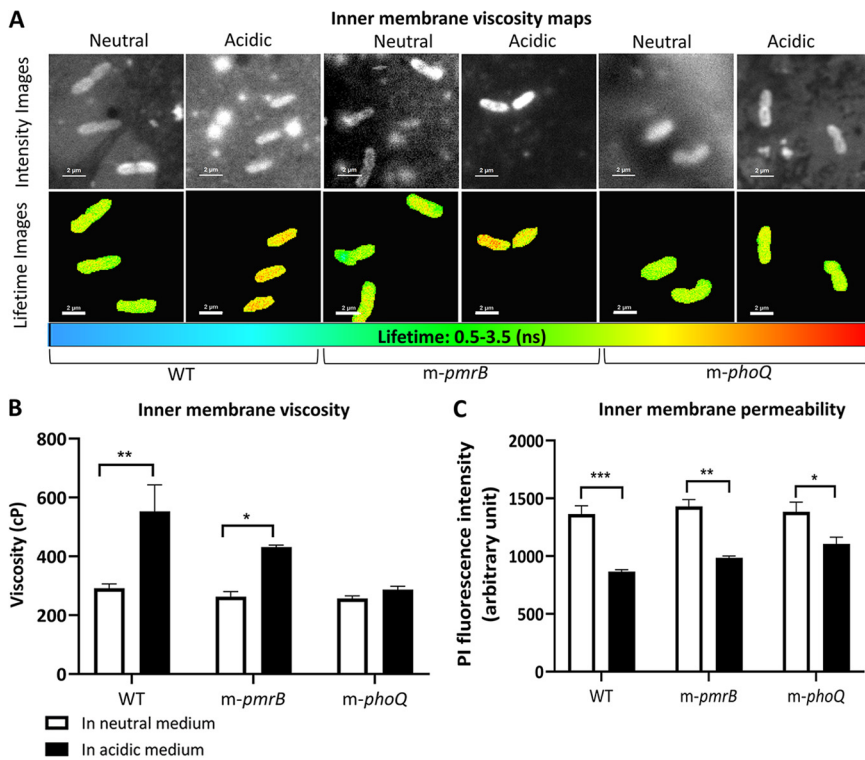 A
Inner membrane viscosity maps
Neutral Acidic Neutral Acidic Neutral Acidic
Intensity Images
2 μm 2 μm 2 μm 2 μm 2 μm 2 μm
Lifetime Images
2 μm 2 μm 2 μm 2 μm 2 μm 2 μm
Lifetime: 0.5-3.5 (ns)
WT m-pmrB m-phoQ
B
Inner membrane viscosity
Viscosity (cP)
800
600
400
200
0
** *
WT m-pmrB m-phoQ
In neutral medium
In acidic medium
C
Inner membrane permeability
PI fluorescence intensity
(arbitrary unit)
2000
1500
1000
500
0
*** ** *
WT m-pmrB m-phoQ